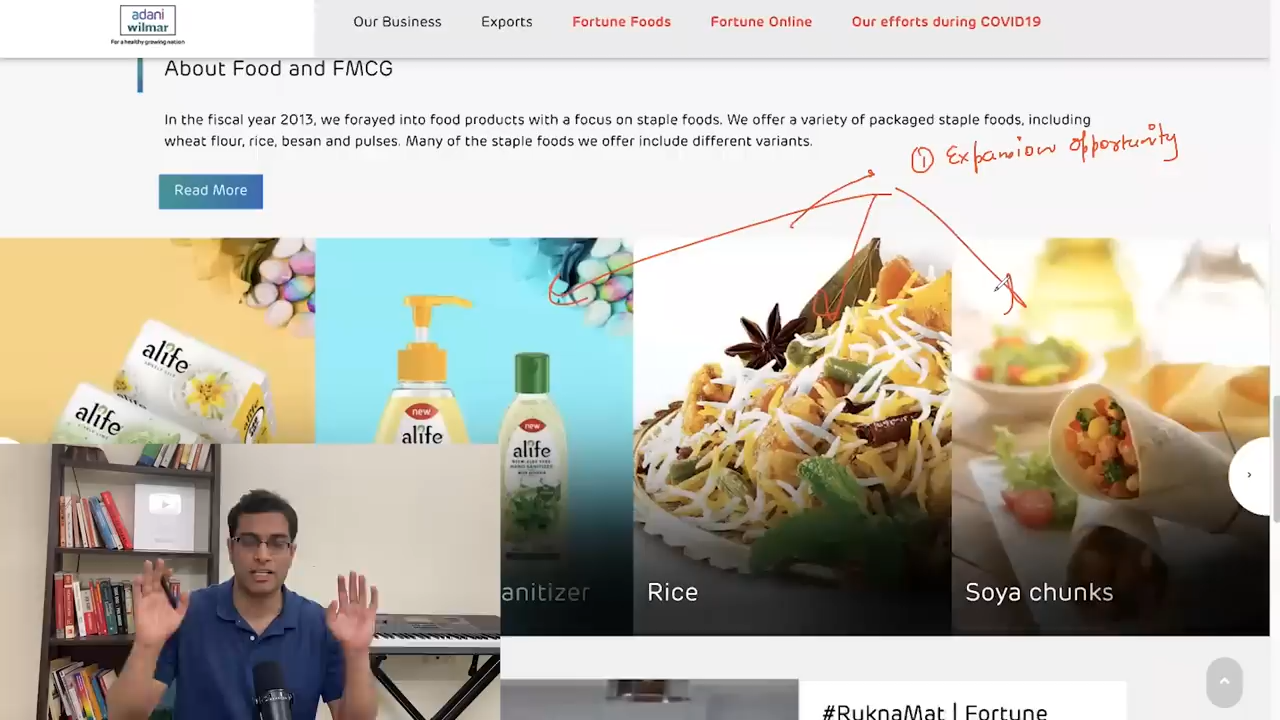 adani
wilmar
For a healthy growing nation
Our Business
Exports
Fortune Foods
Fortune Online
Our efforts during COVID19
About Food and FMCG
In the fiscal year 2013, we forayed into food products with a focus on staple foods. We offer a variety of packaged staple foods, including
wheat flour, rice, besan and pulses. Many of the staple foods we offer include different variants.
① Expansion opportunity
Read More
alife
alife
new
alife
new
alife
HAND SANITIZER
anitizer
Rice
Soya chunks
#RuknaMat | Fortune